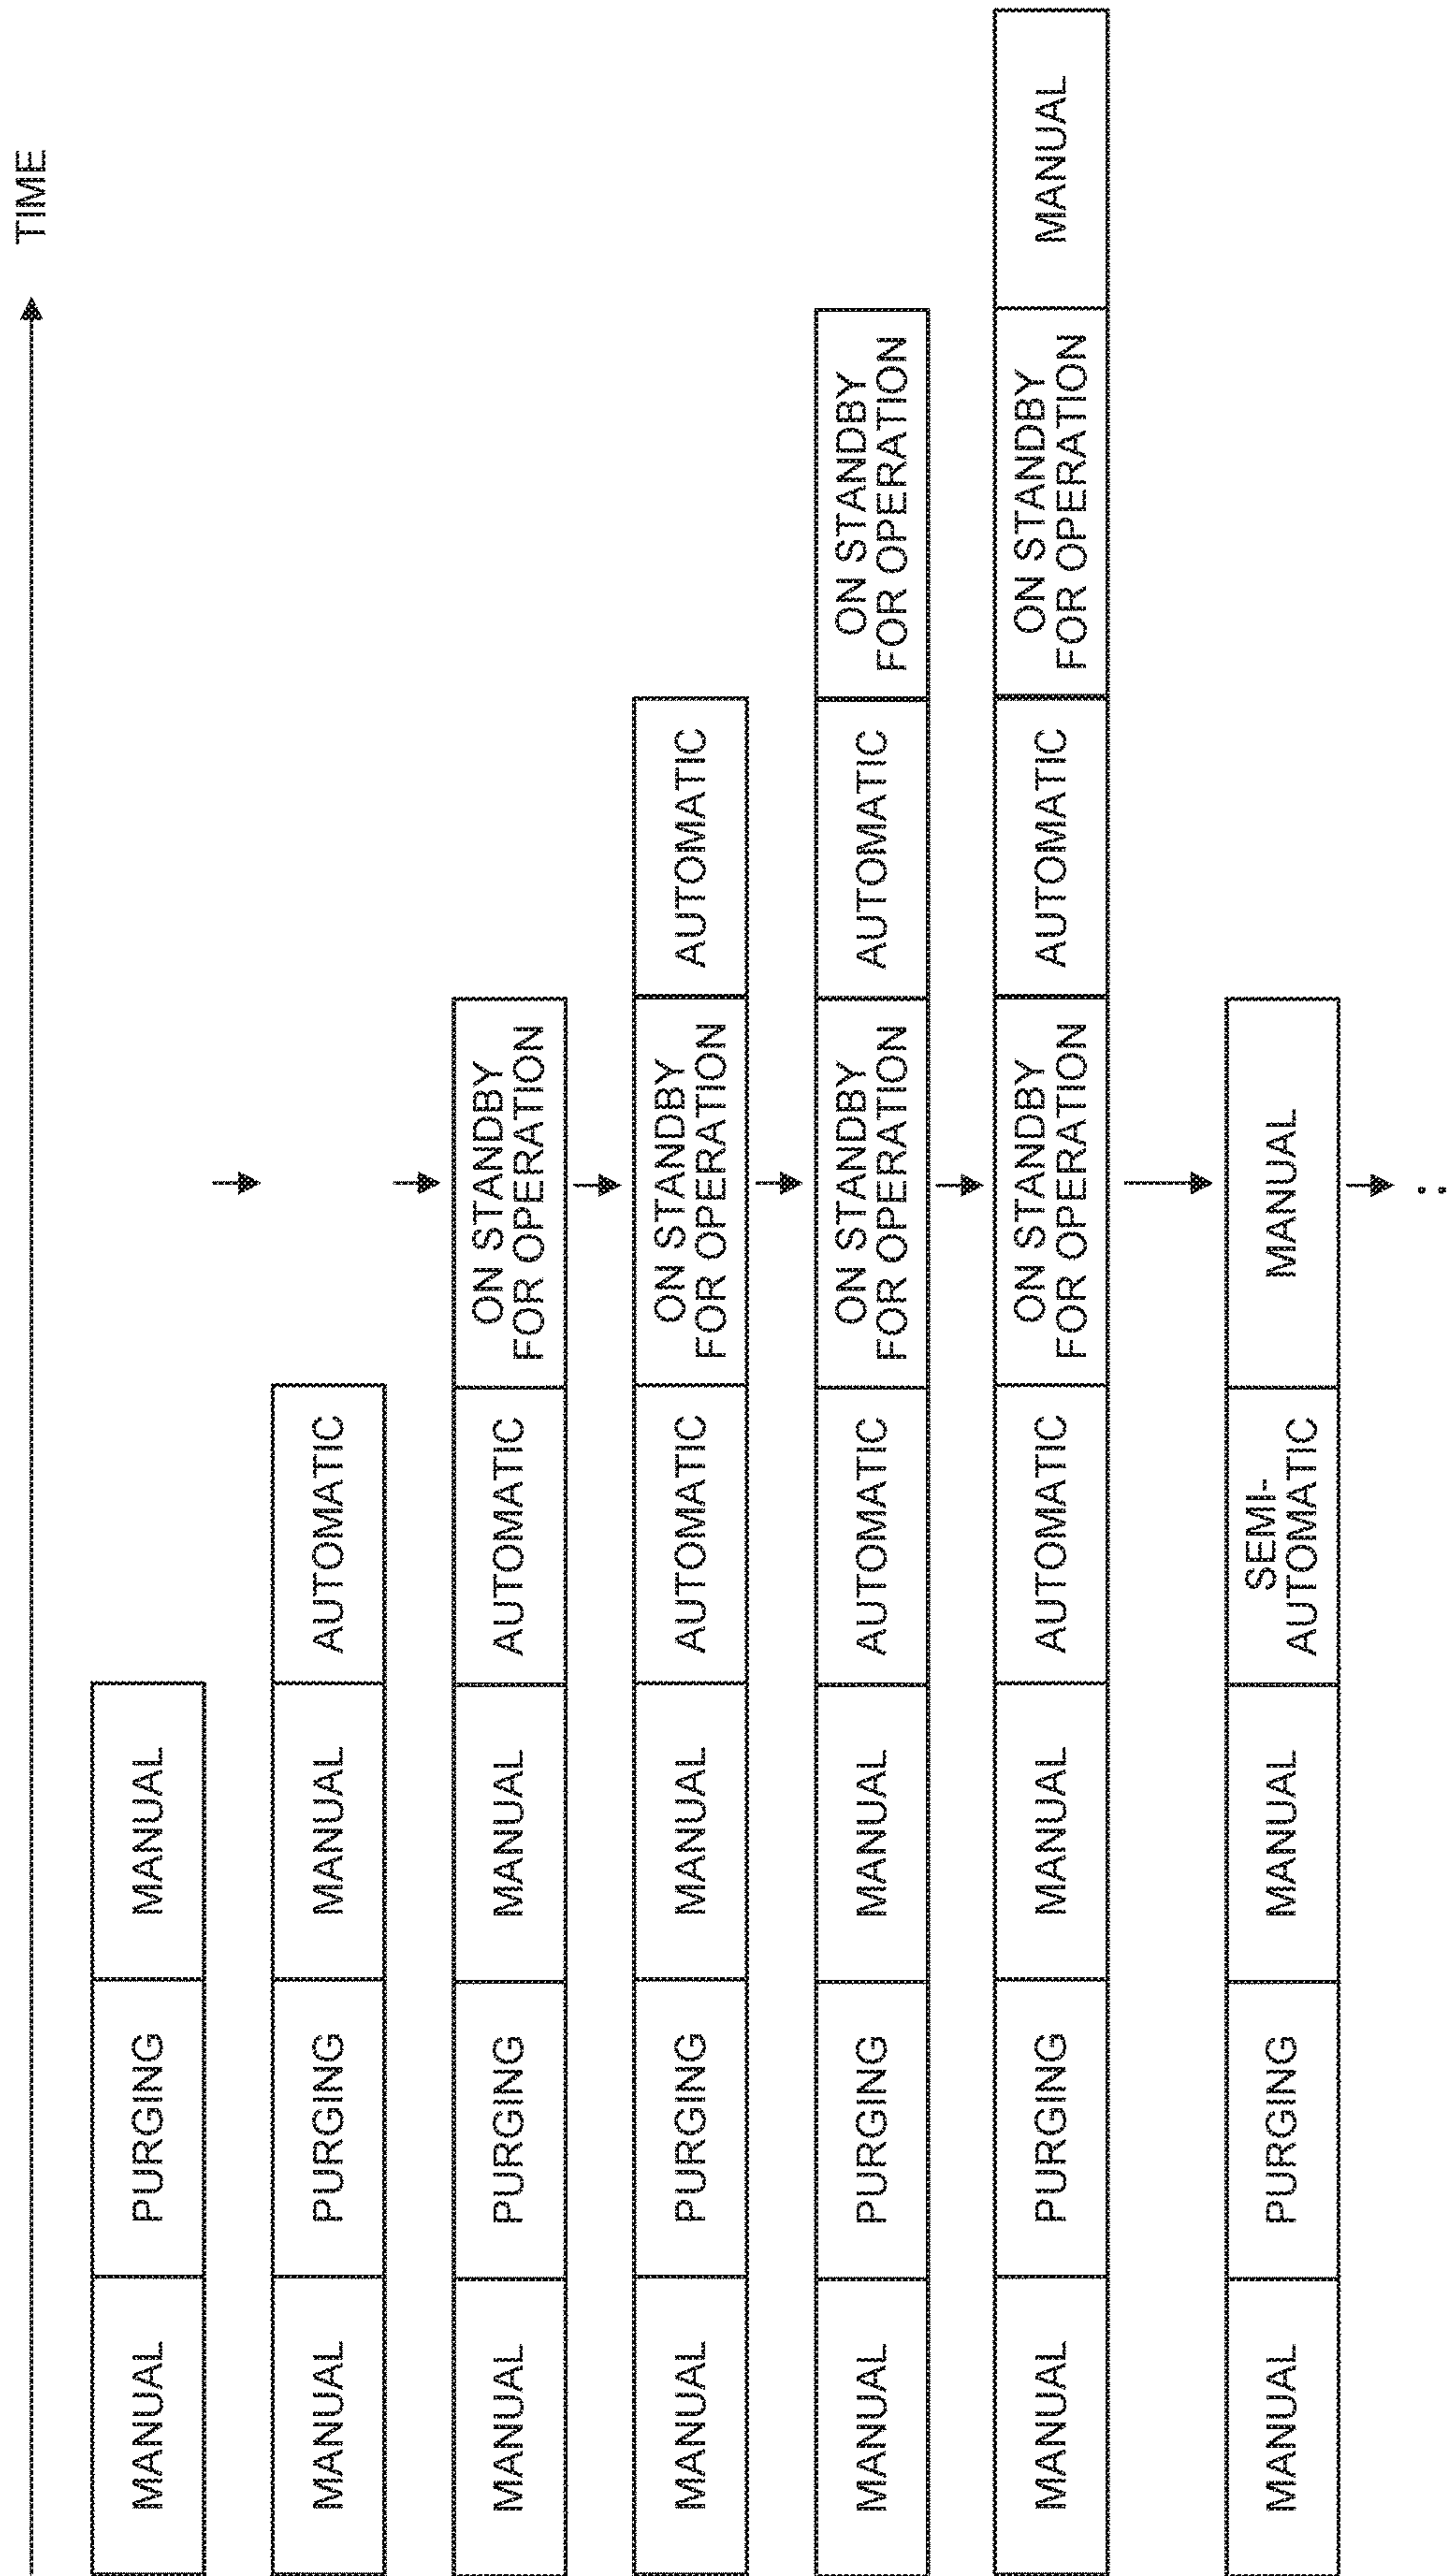 TIME
MANUAL
PURGING
MANUAL
MANUAL
PURGING
MANUAL
AUTOMATIC
MANUAL
PURGING
MANUAL
AUTOMATIC
ON STANDBY
FOR OPERATION
MANUAL
PURGING
MANUAL
AUTOMATIC
ON STANDBY
FOR OPERATION
AUTOMATIC
MANUAL
PURGING
MANUAL
AUTOMATIC
ON STANDBY
FOR OPERATION
AUTOMATIC
ON STANDBY
FOR OPERATION
MANUAL
PURGING
MANUAL
AUTOMATIC
ON STANDBY
FOR OPERATION
AUTOMATIC
ON STANDBY
FOR OPERATION
MANUAL
MANUAL
PURGING
MANUAL
SEMI-
AUTOMATIC
MANUAL